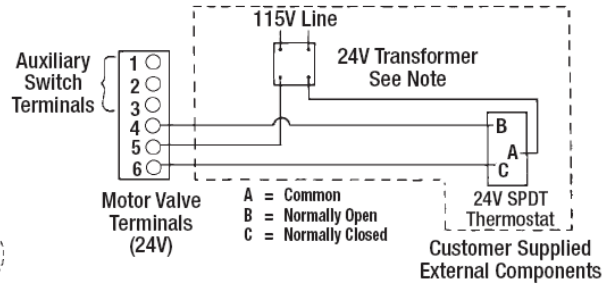 115V Line
Auxiliary
Switch
Terminals
1
2
3
4
5
6
24V Transformer
See Note
B
A
C
24V SPDT
Thermostat
Motor Valve
Terminals
(24V)
A = Common
B = Normally Open
C = Normally Closed
Customer Supplied
External Components